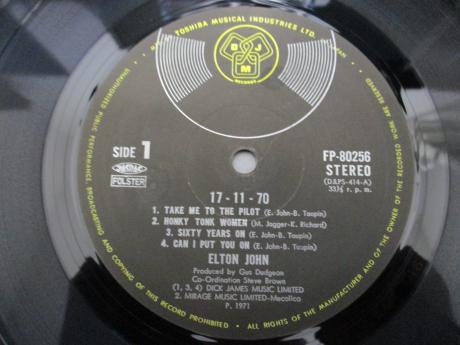 TOSHIBA MUSICAL INDUSTRIES LTD.
DJM
RECORDS
SIDE 1
FP-80256
STEREO
(DJLPS-414-A)
33⅓ r. p. m.
FOLSTER
17-11-70
1. TAKE ME TO THE PILOT (E. John-B. Taupin)
2. HONKY TONK WOMEN (M. Jagger-K. Richard)
3. SIXTY YEARS ON (E. John-B. Taupin)
4. CAN I PUT YOU ON (E. John-B. Taupin)
ELTON JOHN
Produced by Gus Dudgeon
Co-Ordination Steve Brown
(1, 3, 4) DICK JAMES MUSIC LIMITED
2. MIRAGE MUSIC LIMITED-Mecolico
P. 1971
UNAUTHORIZED PUBLIC PERFORMANCE, BROADCASTING AND COPYING OF THIS RECORD PROHIBITED • ALL RIGHTS OF THE MANUFACTURER AND OF THE OWNER OF THE RECORDED WORK ARE RESERVED